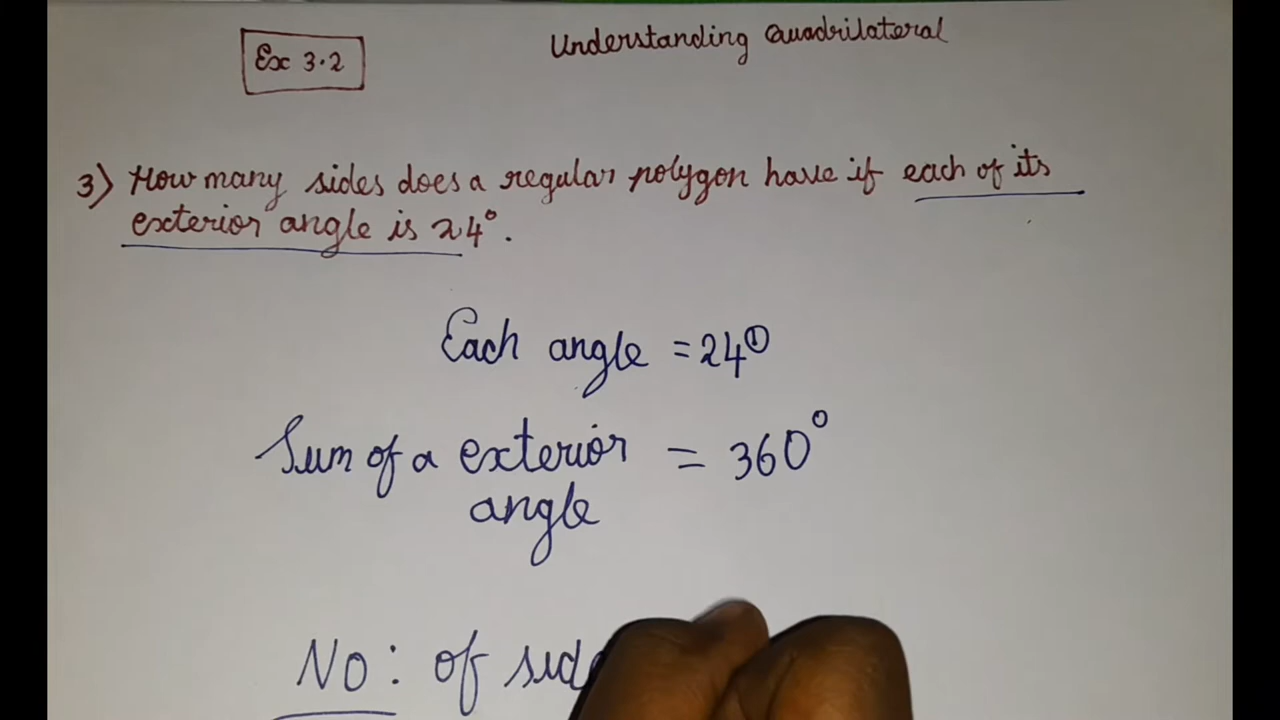 Ex 3.2
Understanding Quadrilateral
3) How many sides does a regular polygon have if each of its
exterior angle is 24°.
Each angle = 24°
Sum of a exterior = 360°
angle
No: of